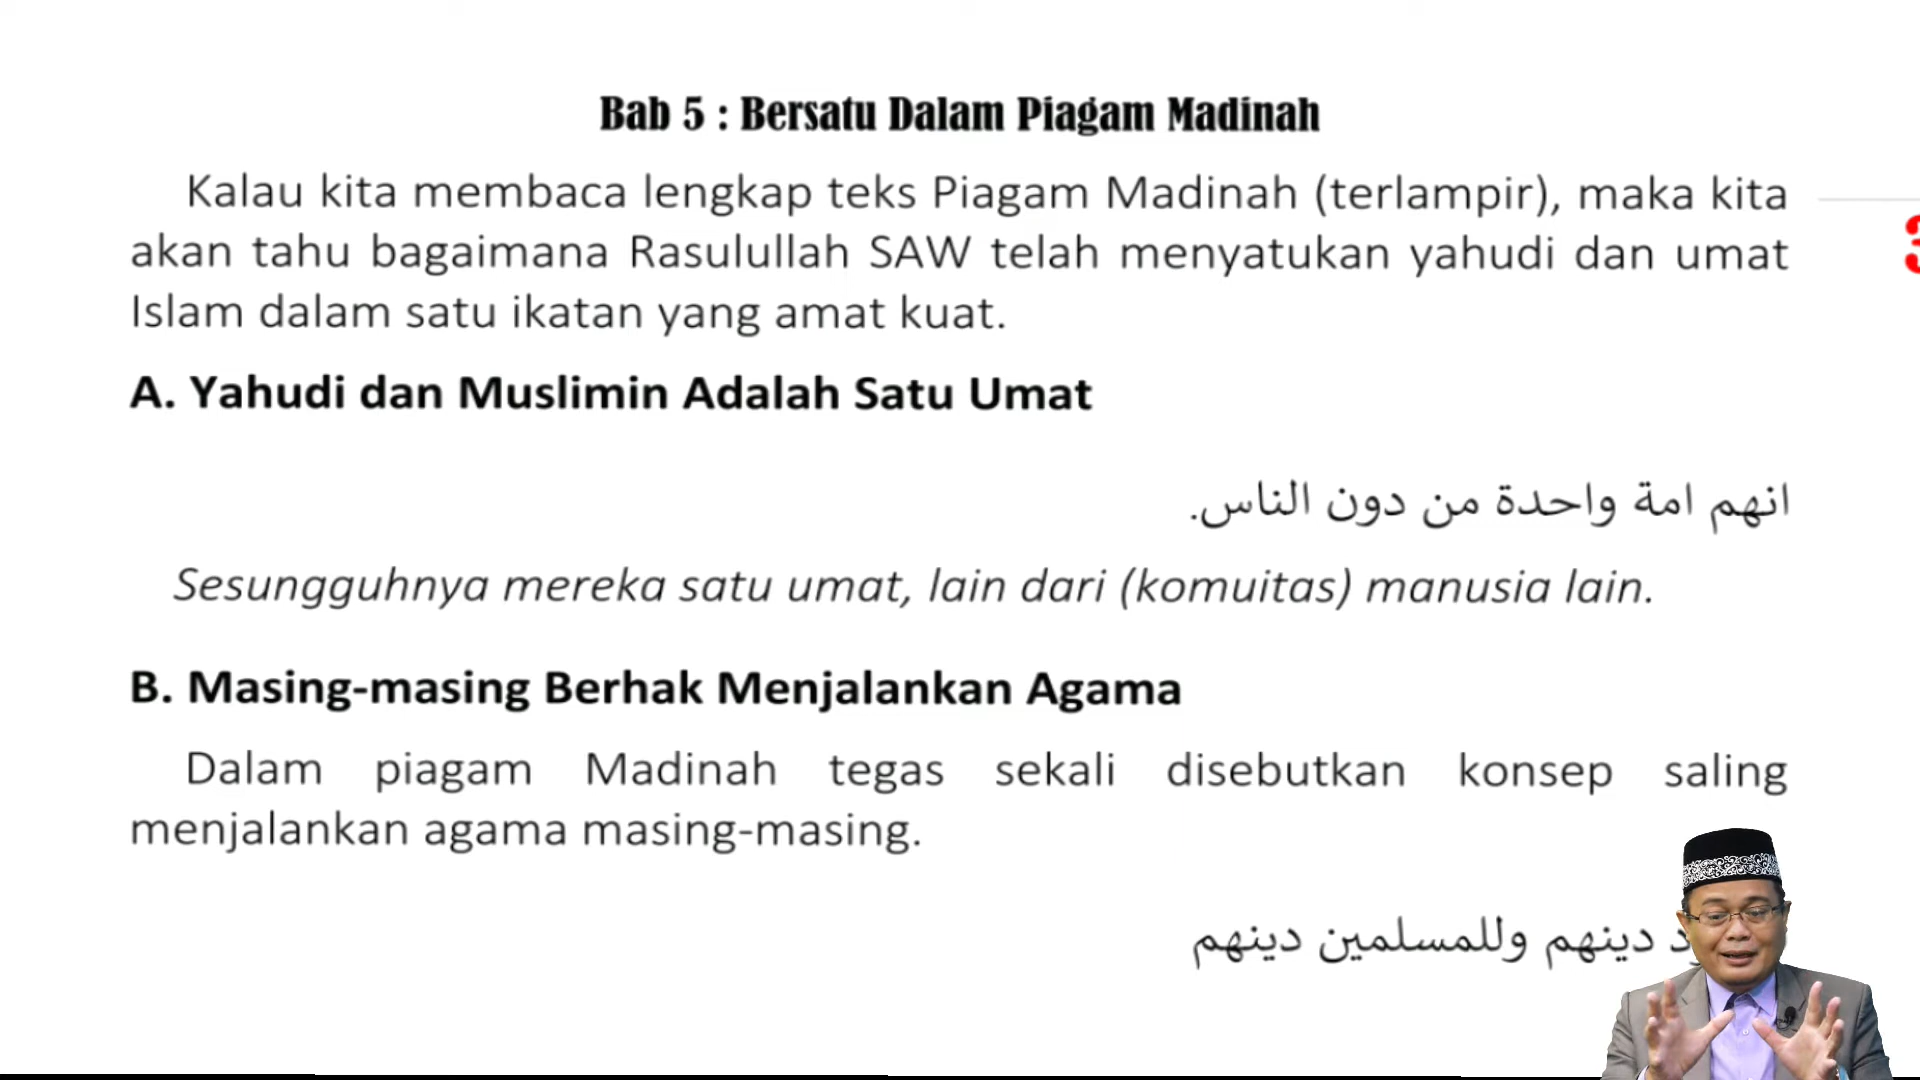 Bab 5 : Bersatu Dalam Piagam Madinah
Kalau kita membaca lengkap teks Piagam Madinah (terlampir), maka kita
akan tahu bagaimana Rasulullah SAW telah menyatukan yahudi dan umat
Islam dalam satu ikatan yang amat kuat.
A. Yahudi dan Muslimin Adalah Satu Umat
انهم امة واحدة من دون الناس.
Sesungguhnya mereka satu umat, lain dari (komuitas) manusia lain.
B. Masing-masing Berhak Menjalankan Agama
Dalam piagam Madinah tegas sekali disebutkan konsep saling
menjalankan agama masing-masing.
دينهم وللمسلمين دينهم